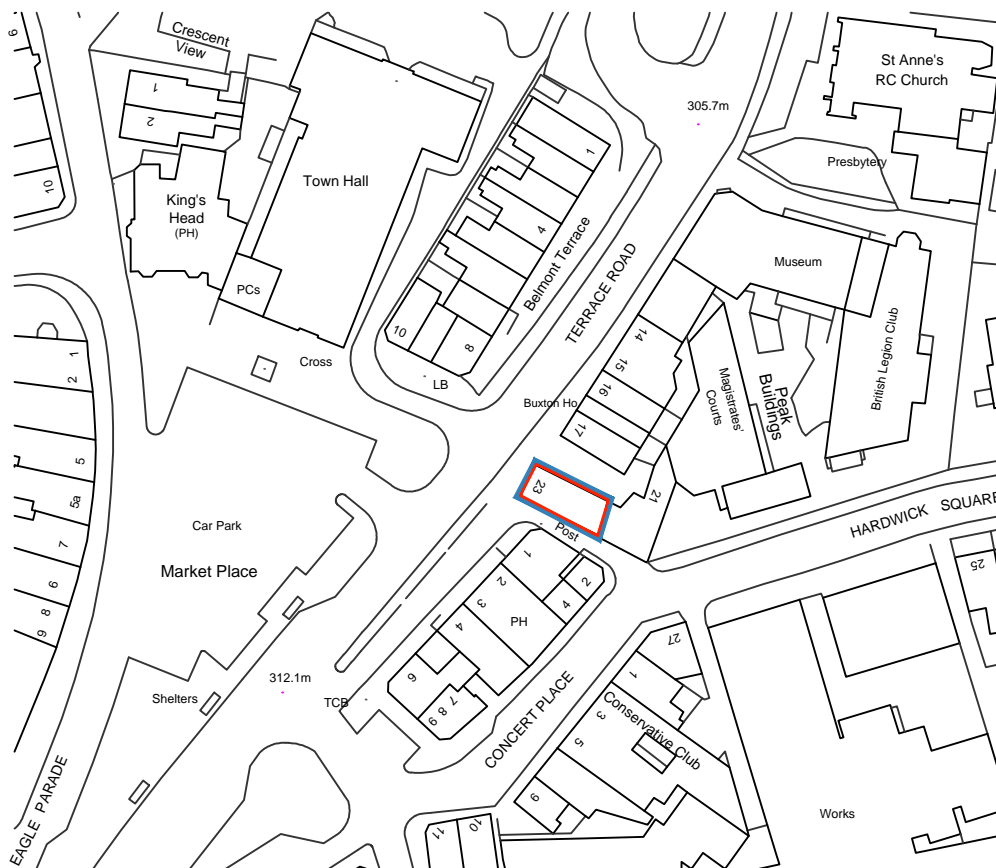 6
Crescent
View
1
2
King's
Head
(PH)
Town Hall
PCs
10
305.7m
St Anne's
RC Church
Presbytery
Museum
British Legion Club
1
4
Belmont Terrace
TERRACE ROAD
10
8
LB
Cross
14
15
16
17
Buxton Ho
Magistrates'
Courts
Peak
Buildings
21
23
Post
HARDWICK SQUARE
25
1
2
5
5a
7
6
8
9
Car Park
Market Place
1
2
3
4
PH
2
4
6
7
8
9
312.1m
Shelters
TCB
CONCERT PLACE
27
1
3
Conservative Club
5
9
11
10
Works
EAGLE PARADE